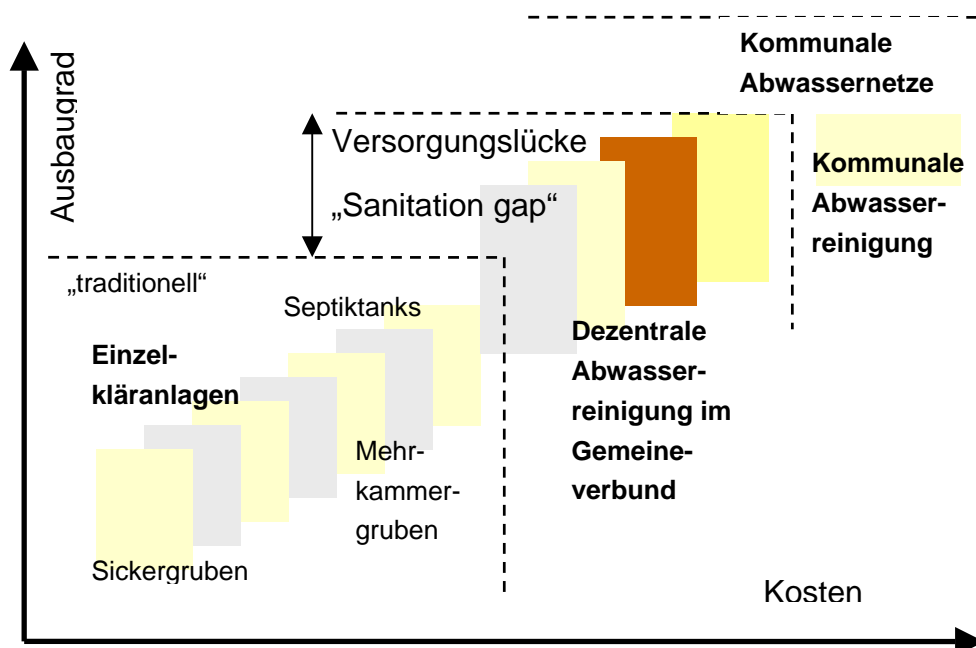 Ausbaugrad
Kommunale
Abwassernetze
Versorgungslücke
„Sanitation gap“
Kommunale
Abwasser-
reinigung
„traditionell“
Septiktanks
Einzel-
kläranlagen
Dezentrale
Abwasser-
reinigung im
Gemeine-
verbund
Mehr-
kammer-
gruben
Sickergruben
Kosten